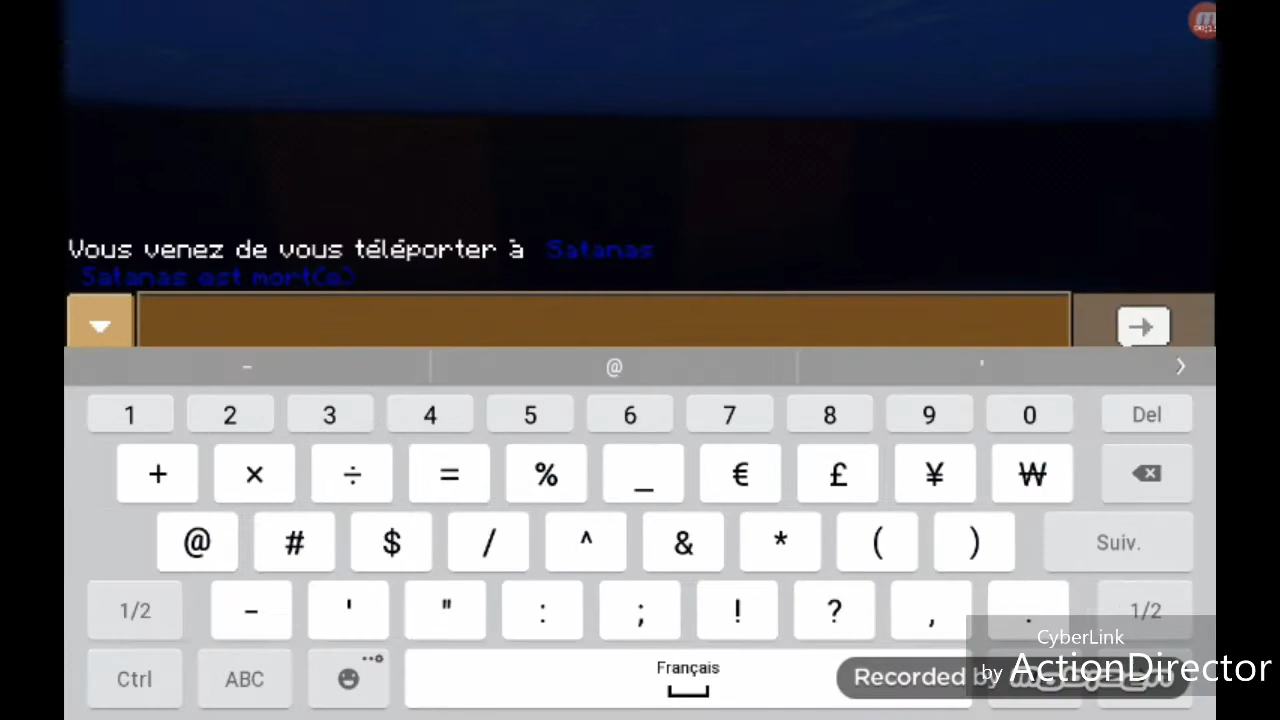 Vous venez de vous téléporter à Satanas
Satanas est mort(e)
- @ '
1 2 3 4 5 6 7 8 9 0 Del
+ × ÷ = % _ € £ ¥ ₩
@ # $ / ^ & * ( ) Suiv.
1/2 - ' " : ; ! ? , . 1/2
CyberLink
Ctrl ABC Français
Recorded by
by ActionDirector